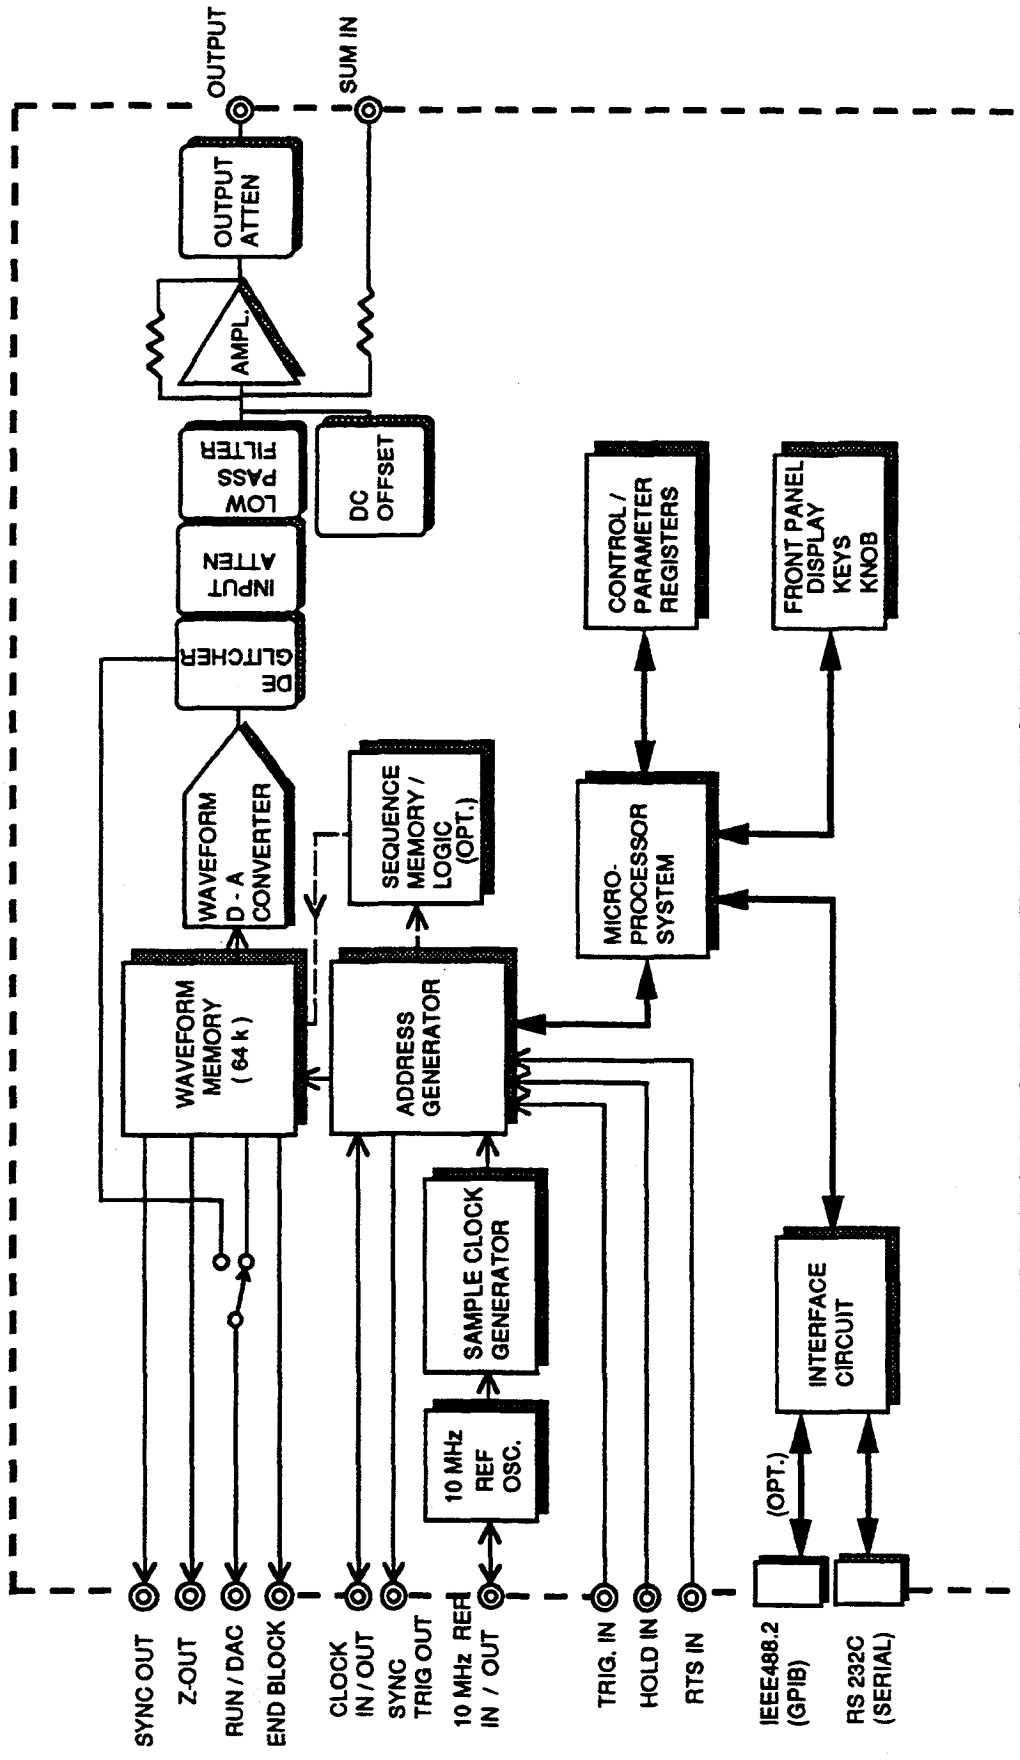 SYNC OUT
Z-OUT
RUN / DAC
END BLOCK
CLOCK
IN / OUT
SYNC
TRIG OUT
10 MHz REF
IN / OUT
TRIG. IN
HOLD IN
RTS IN
IEEE488.2
(GPIB)
RS 232C
(SERIAL)
(OPT.)
10 MHz
REF
OSC.
SAMPLE CLOCK
GENERATOR
INTERFACE
CIRCUIT
WAVEFORM
MEMORY
( 64 k )
ADDRESS
GENERATOR
WAVEFORM
D - A
CONVERTER
SEQUENCE
MEMORY /
LOGIC
(OPT.)
MICRO-
PROCESSOR
SYSTEM
DE
GLITCHER
INPUT
ATTEN
LOW
PASS
FILTER
DC
OFFSET
CONTROL /
PARAMETER
REGISTERS
FRONT PANEL
DISPLAY
KEYS
KNOB
AMPL.
OUTPUT
ATTEN
OUTPUT
SUM IN